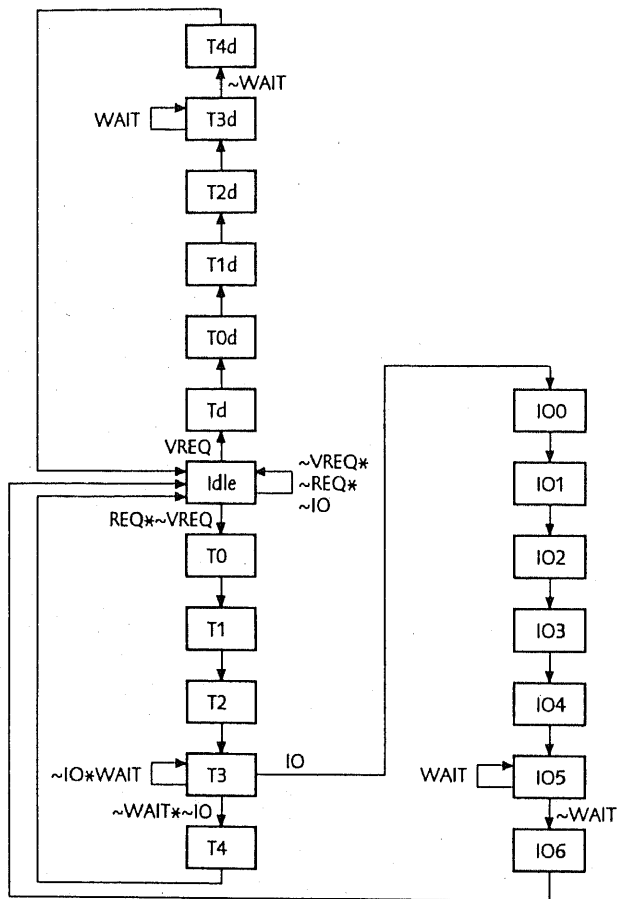 T4d
~WAIT
WAIT
T3d
T2d
T1d
T0d
Td
VREQ
Idle
~VREQ*
~REQ*
~IO
REQ*~VREQ
T0
T1
T2
~IO*WAIT
T3
IO
~WAIT*~IO
T4
IO0
IO1
IO2
IO3
IO4
WAIT
IO5
~WAIT
IO6